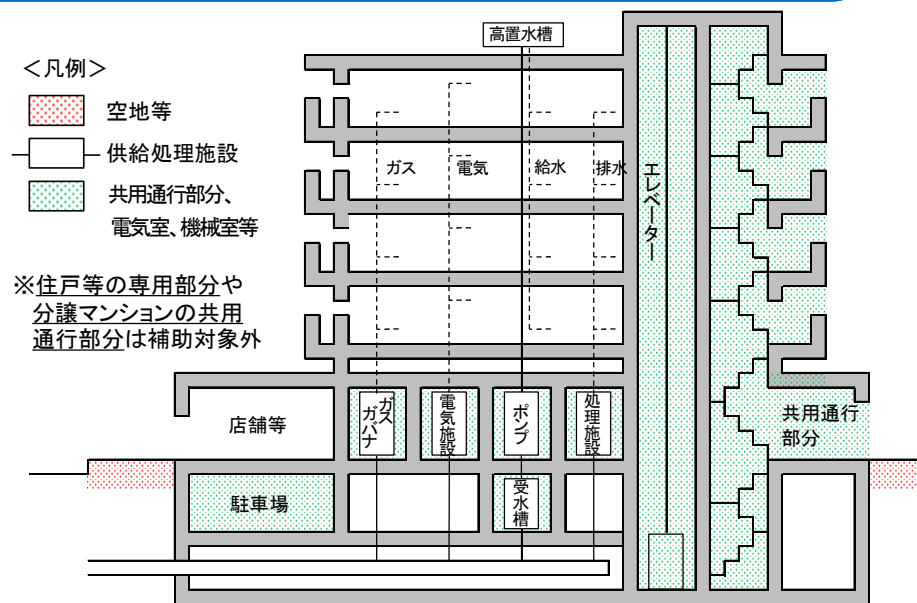 高置水槽
<凡例>
空地等
供給処理施設
共用通行部分、
電気室、機械室等
※住戸等の専用部分や
分譲マンションの共用
通行部分は補助対象外
ガス
電気
給水
排水
エレベーター
店舗等
ガス
ガバナ
電気施設
ポンプ
処理施設
共用通行
部分
駐車場
受水槽